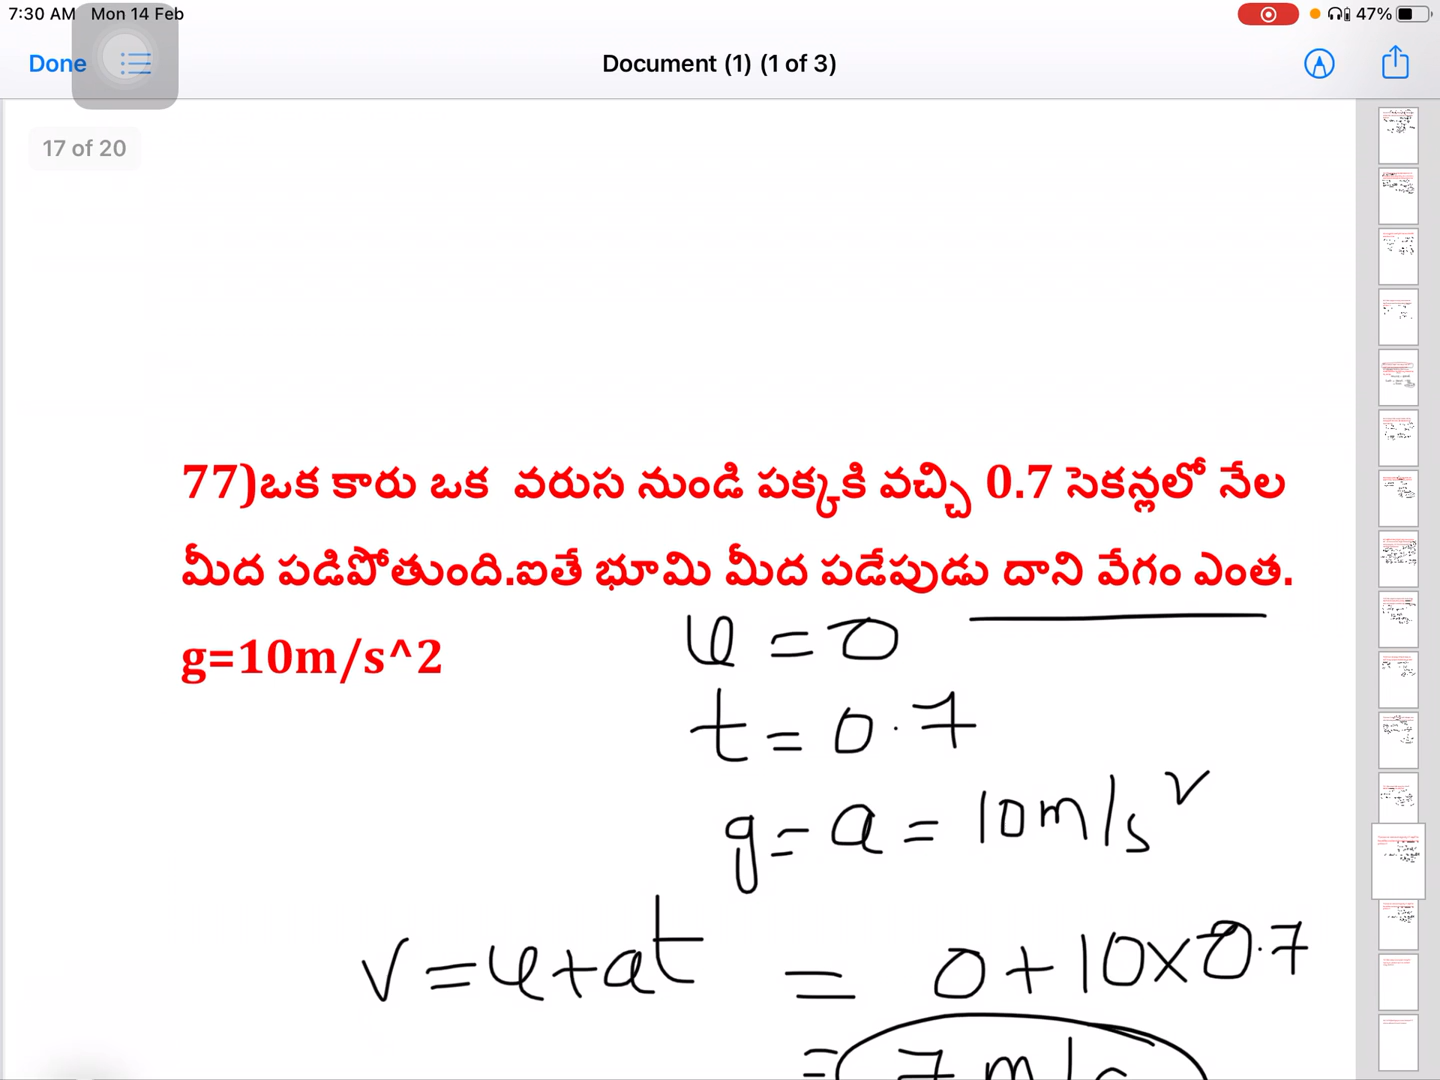 7:30 AM Mon 14 Feb 47%
Done Document (1) (1 of 3)
17 of 20
77)ఒక కారు ఒక వరుస నుండి పక్కకి వచ్చి 0.7 సెకన్లలో నేల
మీద పడిపోతుంది.ఐతే భూమి మీద పడేపుడు దాని వేగం ఎంత.
g=10m/s^2
u = 0
t = 0.7
g = a = 10m/s²
v = u+at = 0+10×0.7
= 7 m/s